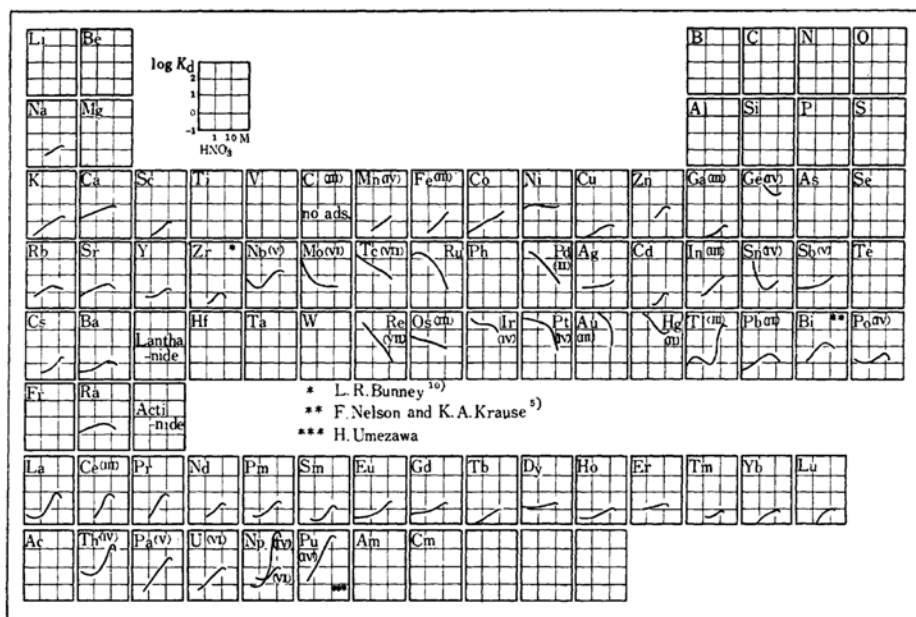 Li Be B C N O
log Kd
2
1
0
-1
1 10 M
HNO3
Na Mg Al Si P S
K Ca Sc Ti V C (III) Mn(IV) Fe(III) Co Ni Cu Zn Ga(III) Ge(IV) As Se
no ads.
Rb Sr Y Zr * Nb(V) Mo(VI) Tc(VII) Ru Ph Pd (II) Ag Cd In(III) Sn(IV) Sb(V) Te
Cs Ba Lantha-nide Hf Ta W Re (VII) Os(III) Ir (IV) Pt (IV) Au (III) Hg (II) Tl(III) Pb(II) Bi ** Po(IV)
Fr Ra Acti-nide
* L.R.Bunney 10)
** F.Nelson and K.A.Krause 5)
*** H.Umezawa
La Ce(III) Pr Nd Pm Sm Eu Gd Tb Dy Ho Er Tm Yb Lu
Ac Th(IV) Pa(V) U(VI) Np (IV) (VI) Pu (IV) *** Am Cm